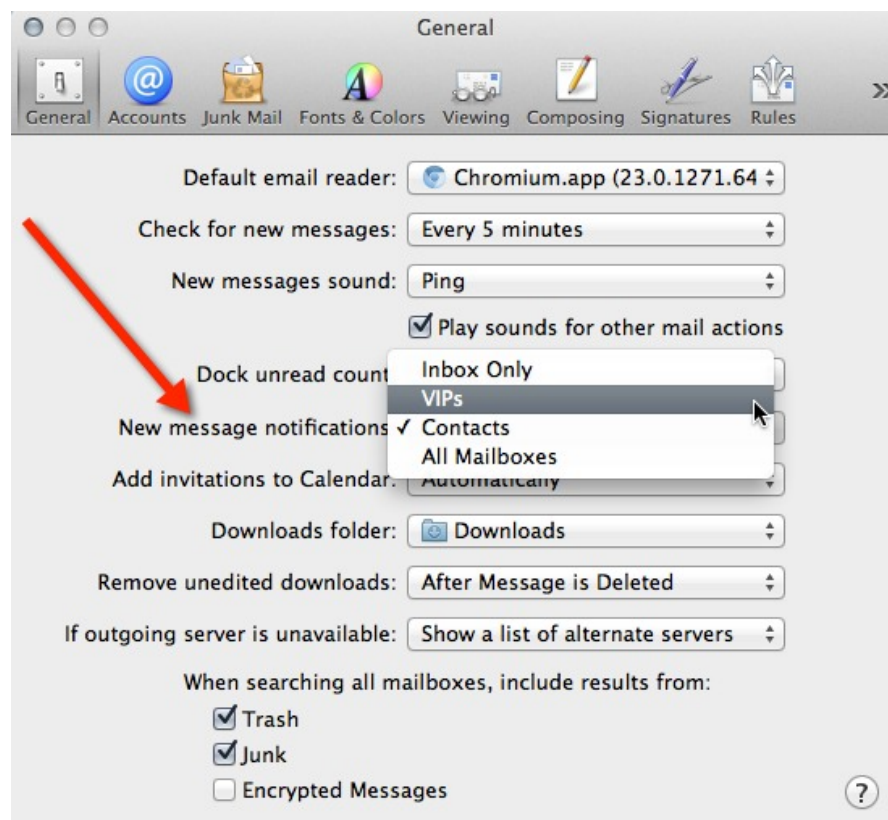 General
General Accounts Junk Mail Fonts & Colors Viewing Composing Signatures Rules »
Default email reader: Chromium.app (23.0.1271.64
Check for new messages: Every 5 minutes
New messages sound: Ping
Play sounds for other mail actions
Dock unread count
Inbox Only
VIPs
New message notifications ✓ Contacts
All Mailboxes
Add invitations to Calendar: Automatically
Downloads folder: Downloads
Remove unedited downloads: After Message is Deleted
If outgoing server is unavailable: Show a list of alternate servers
When searching all mailboxes, include results from:
Trash
Junk
Encrypted Messages
?